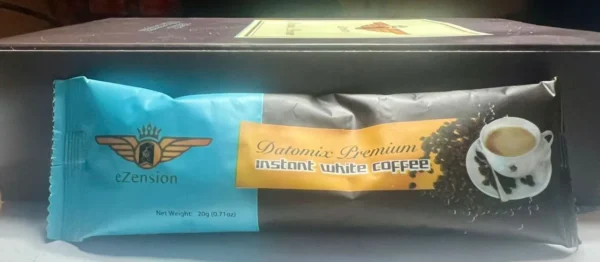 Datomix Premium
instant white coffee
eZension
Net Weight: 20g (0.71oz)